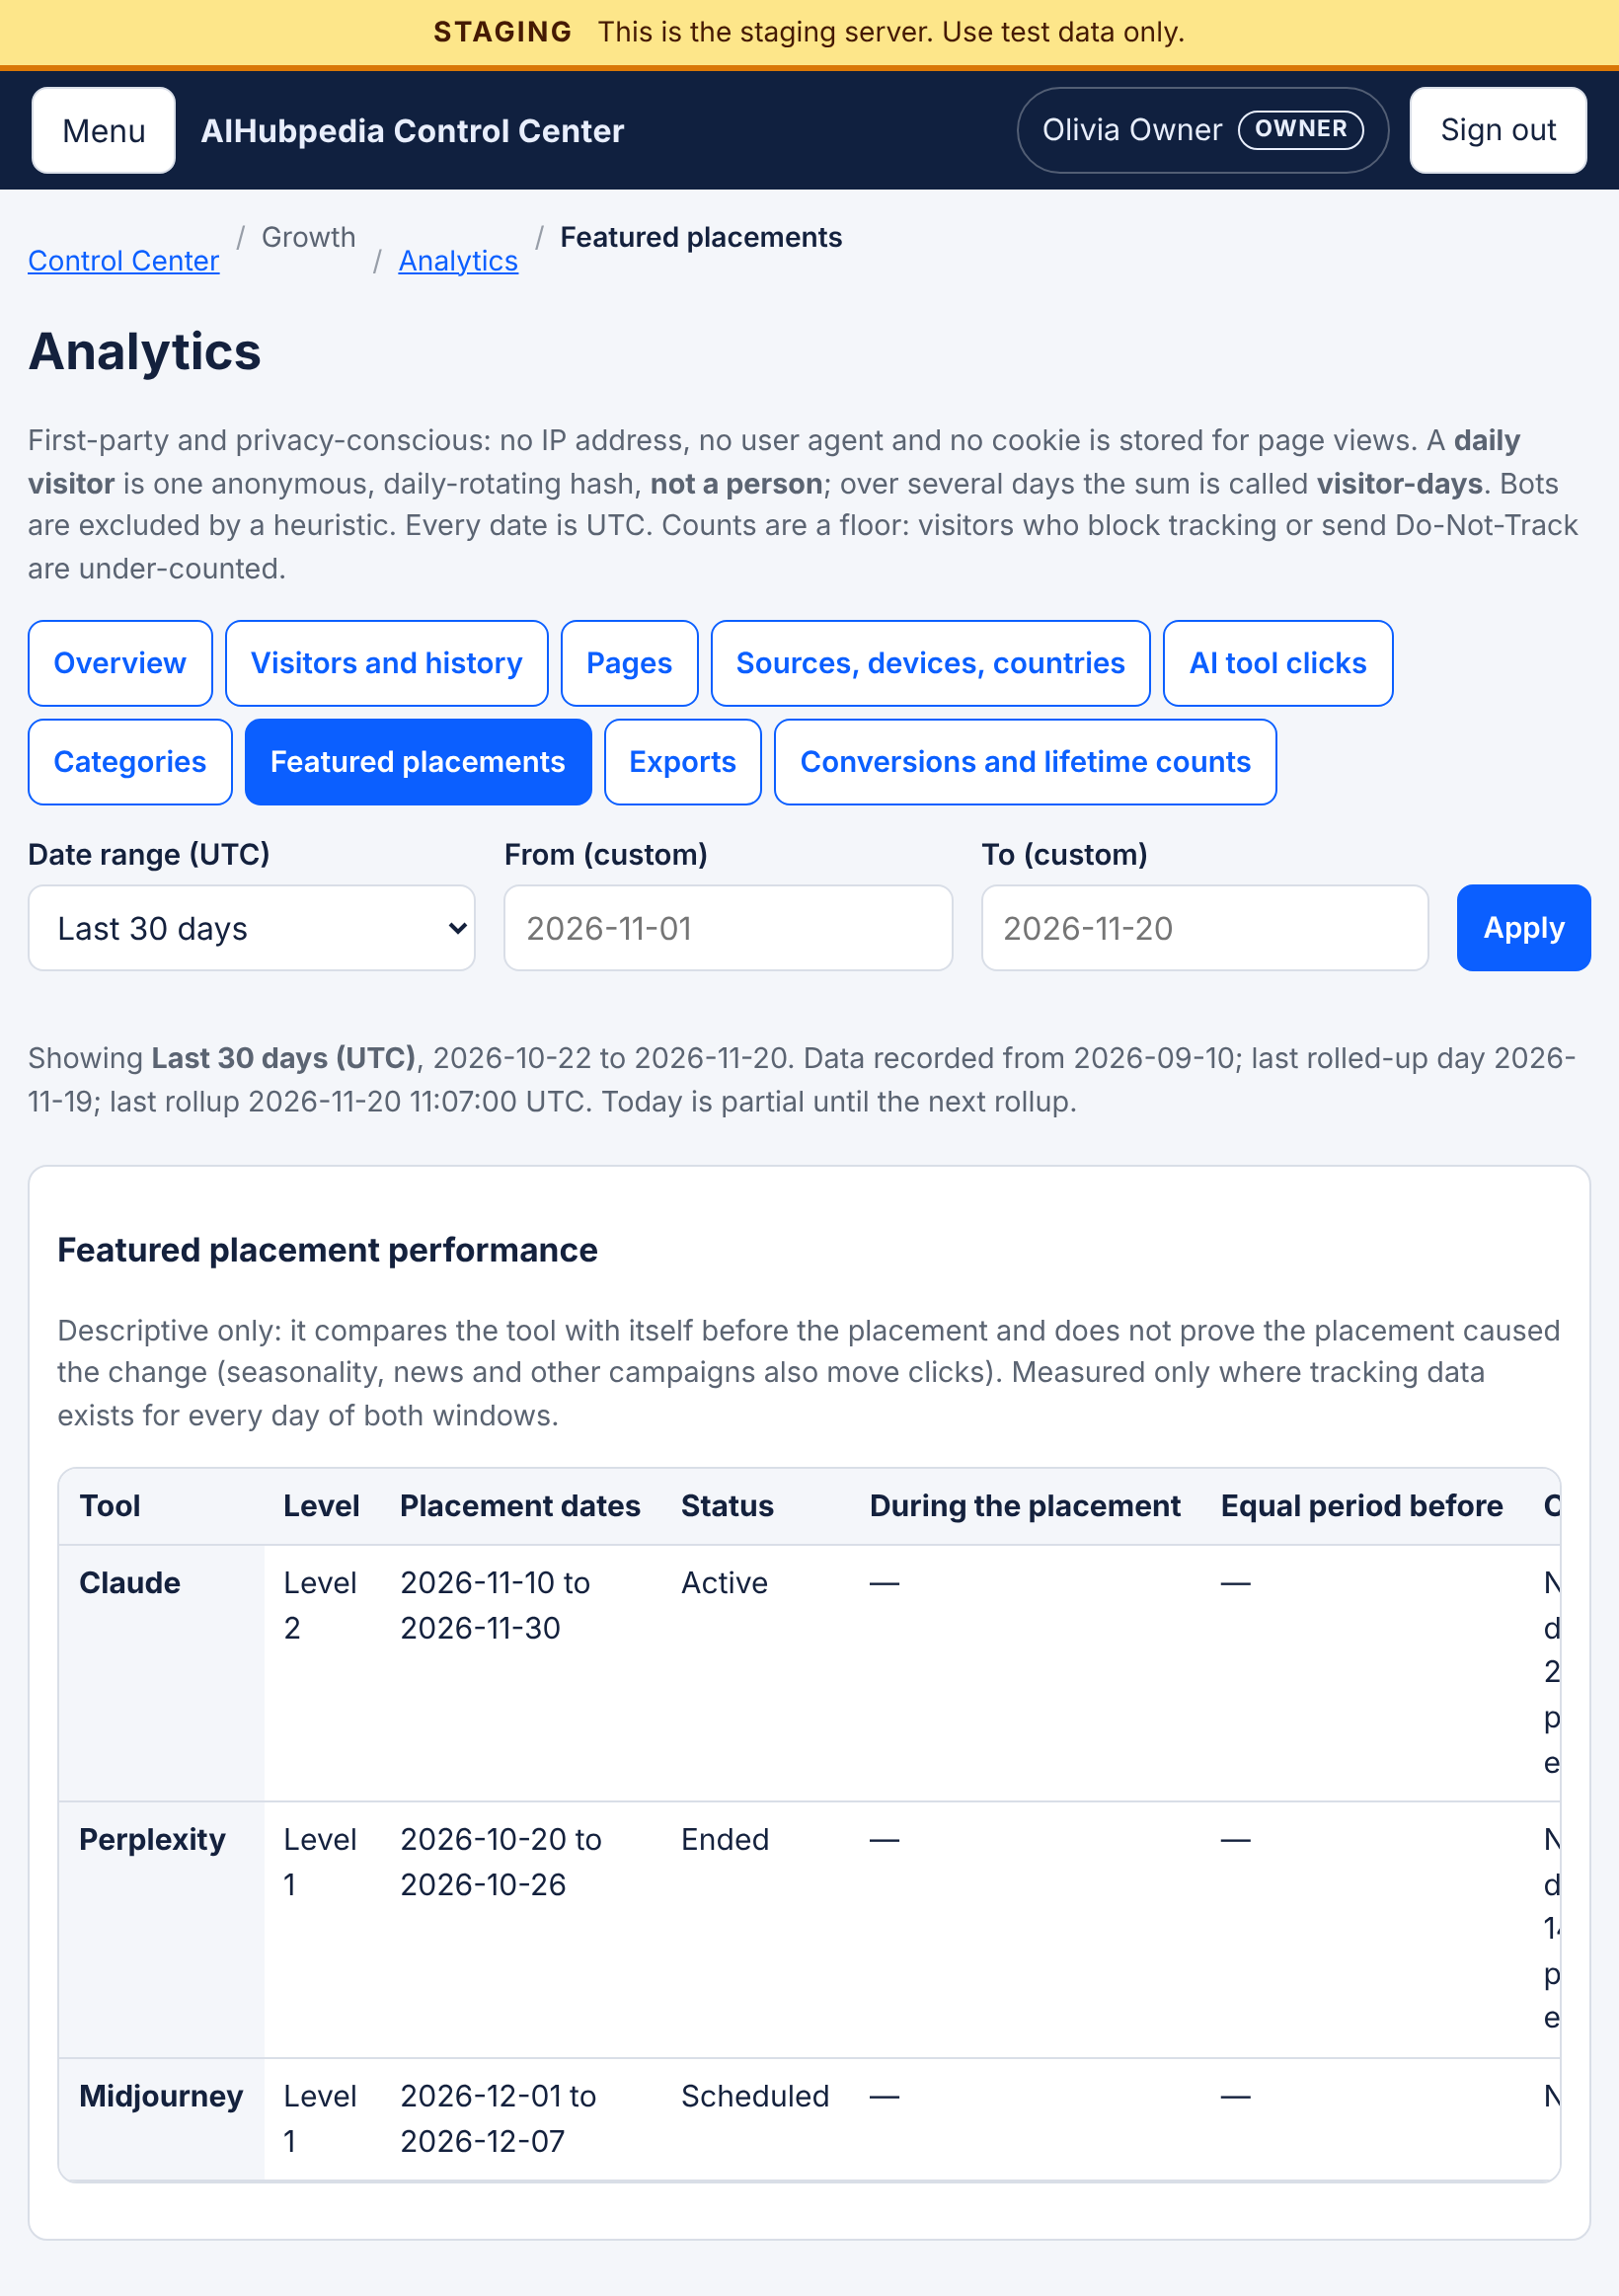 STAGING This is the staging server. Use test data only.
Menu
AIHubpedia Control Center
Olivia Owner OWNER
Sign out
Control Center / Growth / Analytics / Featured placements
Analytics
First-party and privacy-conscious: no IP address, no user agent and no cookie is stored for page views. A daily
visitor is one anonymous, daily-rotating hash, not a person; over several days the sum is called visitor-days. Bots
are excluded by a heuristic. Every date is UTC. Counts are a floor: visitors who block tracking or send Do-Not-Track
are under-counted.
Overview
Visitors and history
Pages
Sources, devices, countries
AI tool clicks
Categories
Featured placements
Exports
Conversions and lifetime counts
Date range (UTC)
From (custom)
To (custom)
Last 30 days
2026-11-01
2026-11-20
Apply
Showing Last 30 days (UTC), 2026-10-22 to 2026-11-20. Data recorded from 2026-09-10; last rolled-up day 2026-
11-19; last rollup 2026-11-20 11:07:00 UTC. Today is partial until the next rollup.
Featured placement performance
Descriptive only: it compares the tool with itself before the placement and does not prove the placement caused
the change (seasonality, news and other campaigns also move clicks). Measured only where tracking data
exists for every day of both windows.
Tool Level Placement dates Status During the placement Equal period before
Claude Level 2 2026-11-10 to 2026-11-30 Active — —
Perplexity Level 1 2026-10-20 to 2026-10-26 Ended — —
Midjourney Level 1 2026-12-01 to 2026-12-07 Scheduled — —